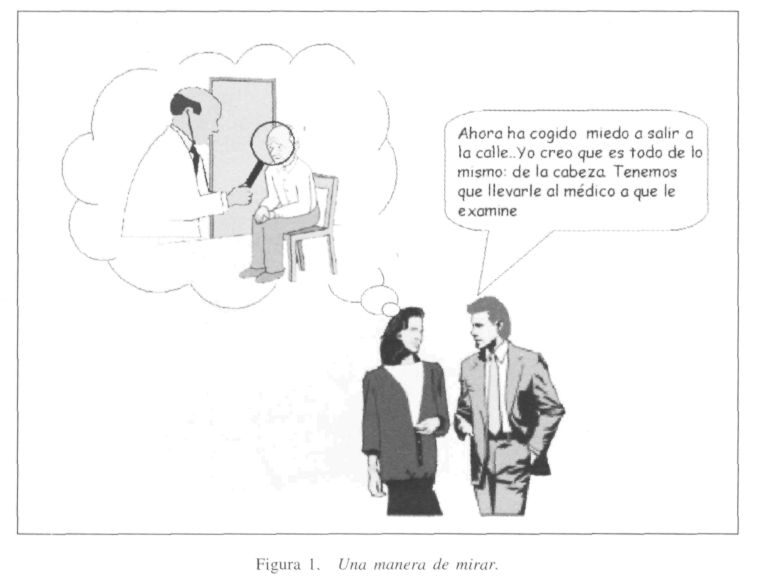 Ahora ha cogido miedo a salir a
la calle..Yo creo que es todo de lo
mismo: de la cabeza. Tenemos
que llevarle al médico a que le
examine
Figura 1. Una manera de mirar.